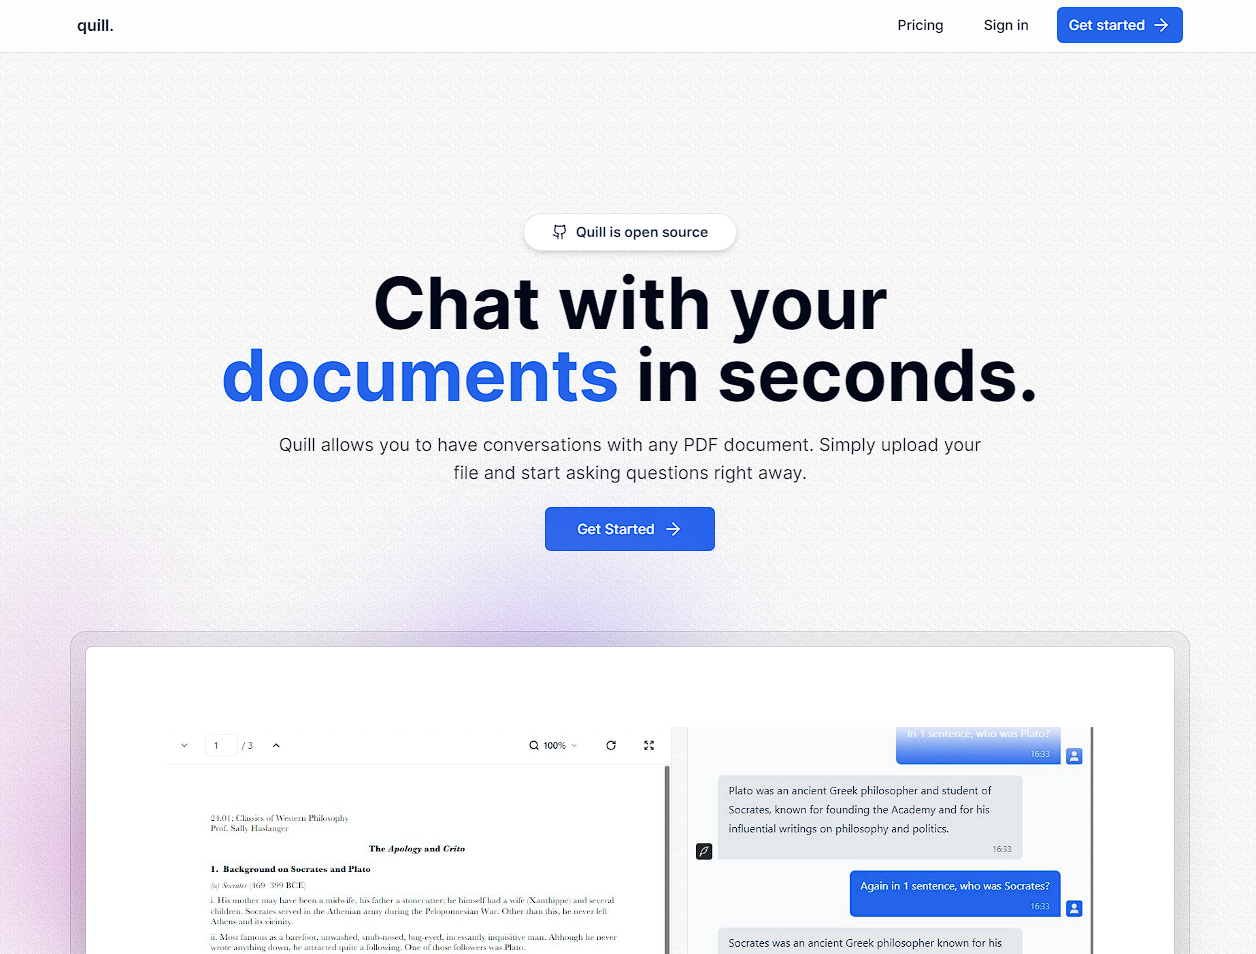 quill.
Pricing
Sign in
Get started
Quill is open source
Chat with your
documents in seconds.
Quill allows you to have conversations with any PDF document. Simply upload your
file and start asking questions right away.
Get Started
1 / 3
100%
24.01: Classics of Western Philosophy
Prof. Sally Haslanger
The Apology and Crito
1. Background on Socrates and Plato
(a) Socrates (469–399 BCE)
i. His mother may have been a midwife, his father a stonecutter; he himself had a wife (Xanthippe) and several
children. Socrates served in the Athenian army during the Peloponnesian War. Other than this, he never left
Athens and its vicinity.
ii. Most famous as a barefoot, unwashed, snub-nosed, bug-eyed, incessantly inquisitive man. Although he never
wrote anything down, he attracted quite a following. One of those followers was Plato.
In 1 sentence, who was Plato?
16:33
Plato was an ancient Greek philosopher and student of
Socrates, known for founding the Academy and for his
influential writings on philosophy and politics.
16:33
Again in 1 sentence, who was Socrates?
16:33
Socrates was an ancient Greek philosopher known for his